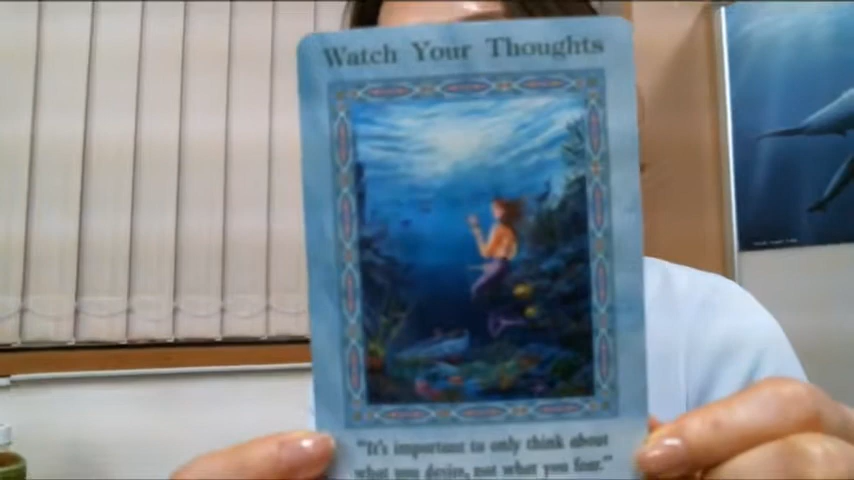 Watch Your Thoughts
"It's important to only think about
what you desire, not what you fear."